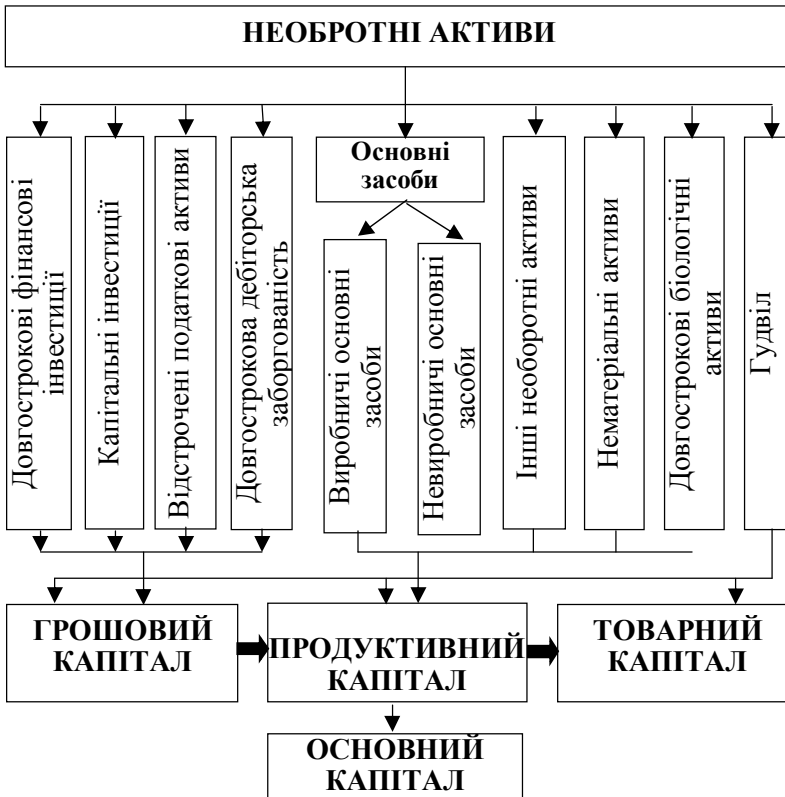 НЕОБРОТНІ АКТИВИ
Довгострокові фінансові
інвестиції
Капітальні інвестиції
Відстрочені податкові активи
Довгострокова дебіторська
заборгованість
Основні
засоби
Виробничі основні
засоби
Невиробничі основні
засоби
Інші необоротні активи
Нематеріальні активи
Довгострокові біологічні
активи
Гудвіл
ГРОШОВИЙ
КАПІТАЛ
ПРОДУКТИВНИЙ
КАПІТАЛ
ТОВАРНИЙ
КАПІТАЛ
ОСНОВНИЙ
КАПІТАЛ